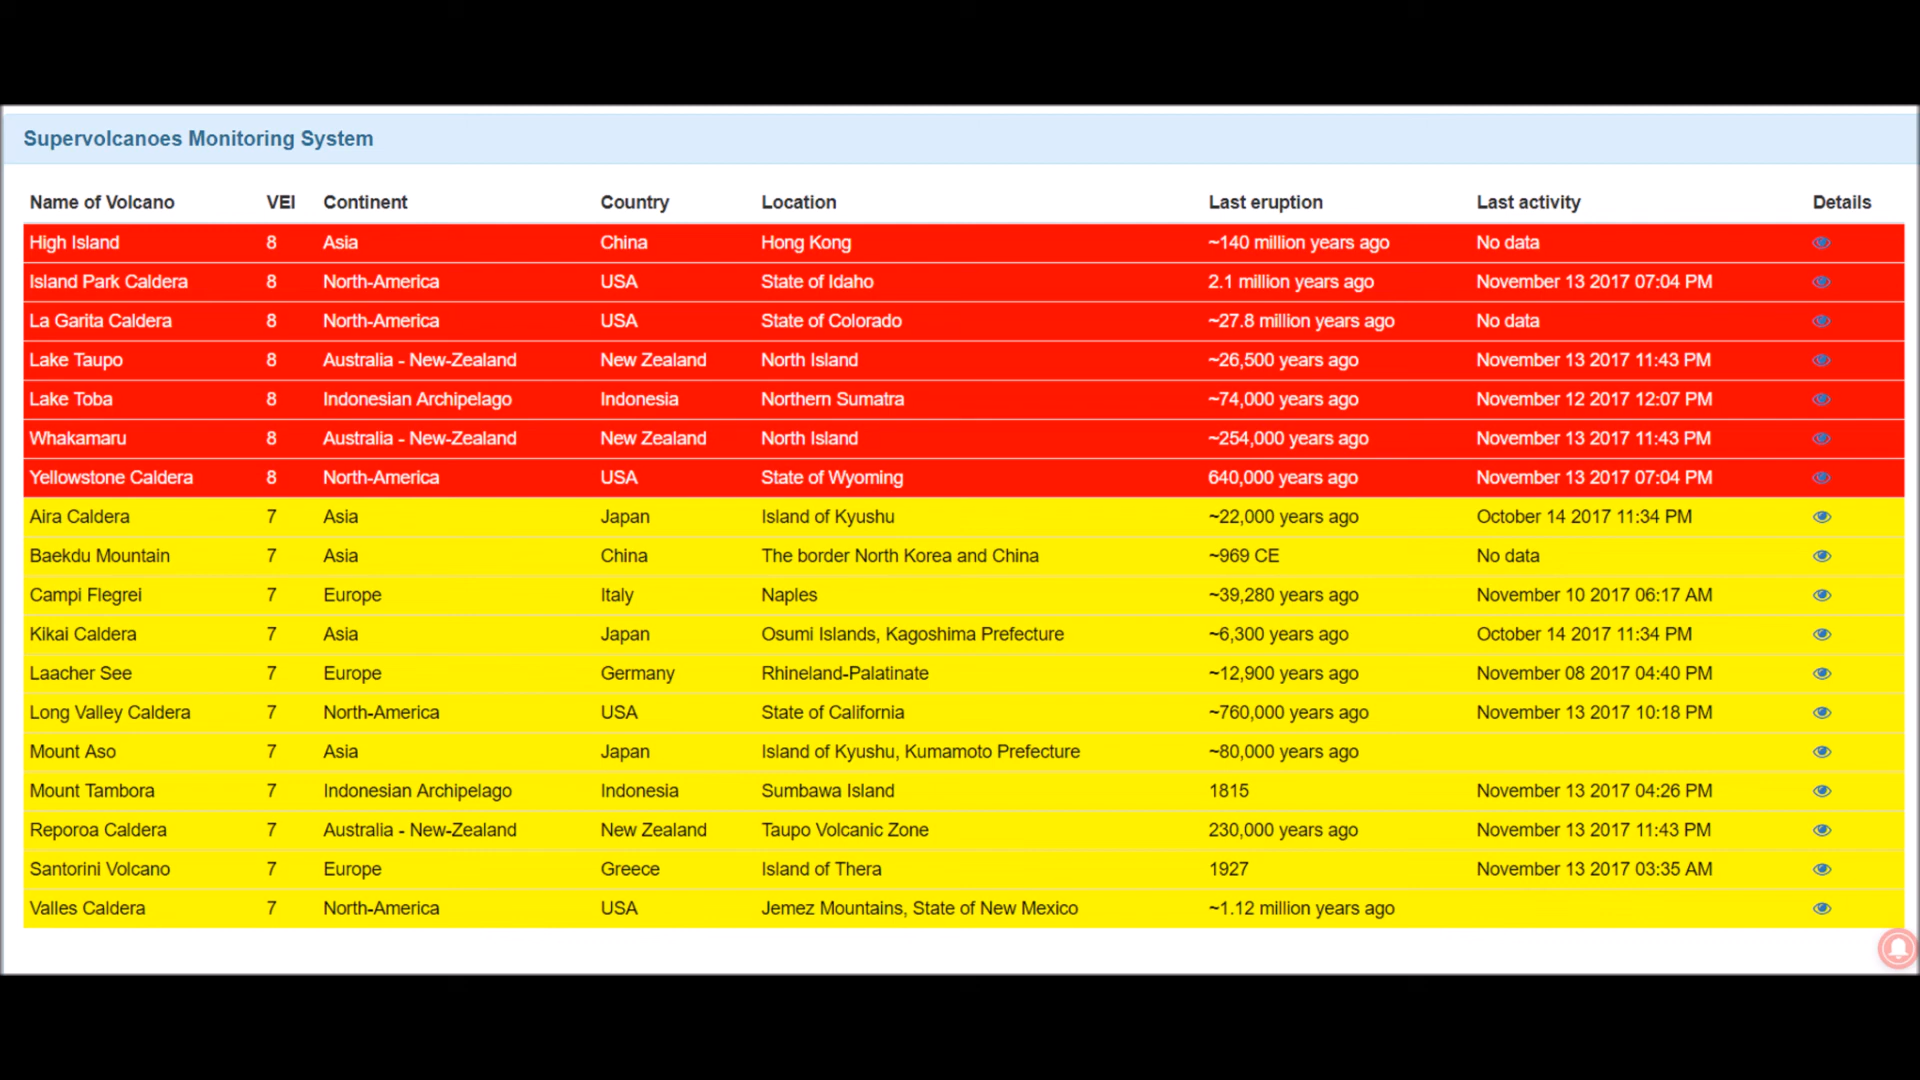 Supervolcanoes Monitoring System
Name of Volcano VEI Continent Country Location Last eruption Last activity Details
High Island 8 Asia China Hong Kong ~140 million years ago No data
Island Park Caldera 8 North-America USA State of Idaho 2.1 million years ago November 13 2017 07:04 PM
La Garita Caldera 8 North-America USA State of Colorado ~27.8 million years ago No data
Lake Taupo 8 Australia - New-Zealand New Zealand North Island ~26,500 years ago November 13 2017 11:43 PM
Lake Toba 8 Indonesian Archipelago Indonesia Northern Sumatra ~74,000 years ago November 12 2017 12:07 PM
Whakamaru 8 Australia - New-Zealand New Zealand North Island ~254,000 years ago November 13 2017 11:43 PM
Yellowstone Caldera 8 North-America USA State of Wyoming 640,000 years ago November 13 2017 07:04 PM
Aira Caldera 7 Asia Japan Island of Kyushu ~22,000 years ago October 14 2017 11:34 PM
Baekdu Mountain 7 Asia China The border North Korea and China ~969 CE No data
Campi Flegrei 7 Europe Italy Naples ~39,280 years ago November 10 2017 06:17 AM
Kikai Caldera 7 Asia Japan Osumi Islands, Kagoshima Prefecture ~6,300 years ago October 14 2017 11:34 PM
Laacher See 7 Europe Germany Rhineland-Palatinate ~12,900 years ago November 08 2017 04:40 PM
Long Valley Caldera 7 North-America USA State of California ~760,000 years ago November 13 2017 10:18 PM
Mount Aso 7 Asia Japan Island of Kyushu, Kumamoto Prefecture ~80,000 years ago
Mount Tambora 7 Indonesian Archipelago Indonesia Sumbawa Island 1815 November 13 2017 04:26 PM
Reporoa Caldera 7 Australia - New-Zealand New Zealand Taupo Volcanic Zone 230,000 years ago November 13 2017 11:43 PM
Santorini Volcano 7 Europe Greece Island of Thera 1927 November 13 2017 03:35 AM
Valles Caldera 7 North-America USA Jemez Mountains, State of New Mexico ~1.12 million years ago